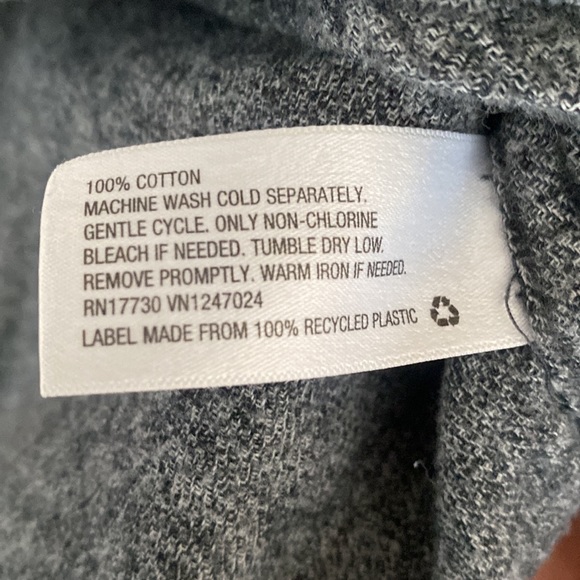 100% COTTON
MACHINE WASH COLD SEPARATELY.
GENTLE CYCLE. ONLY NON-CHLORINE
BLEACH IF NEEDED. TUMBLE DRY LOW.
REMOVE PROMPTLY. WARM IRON IF NEEDED.
RN17730 VN1247024
LABEL MADE FROM 100% RECYCLED PLASTIC